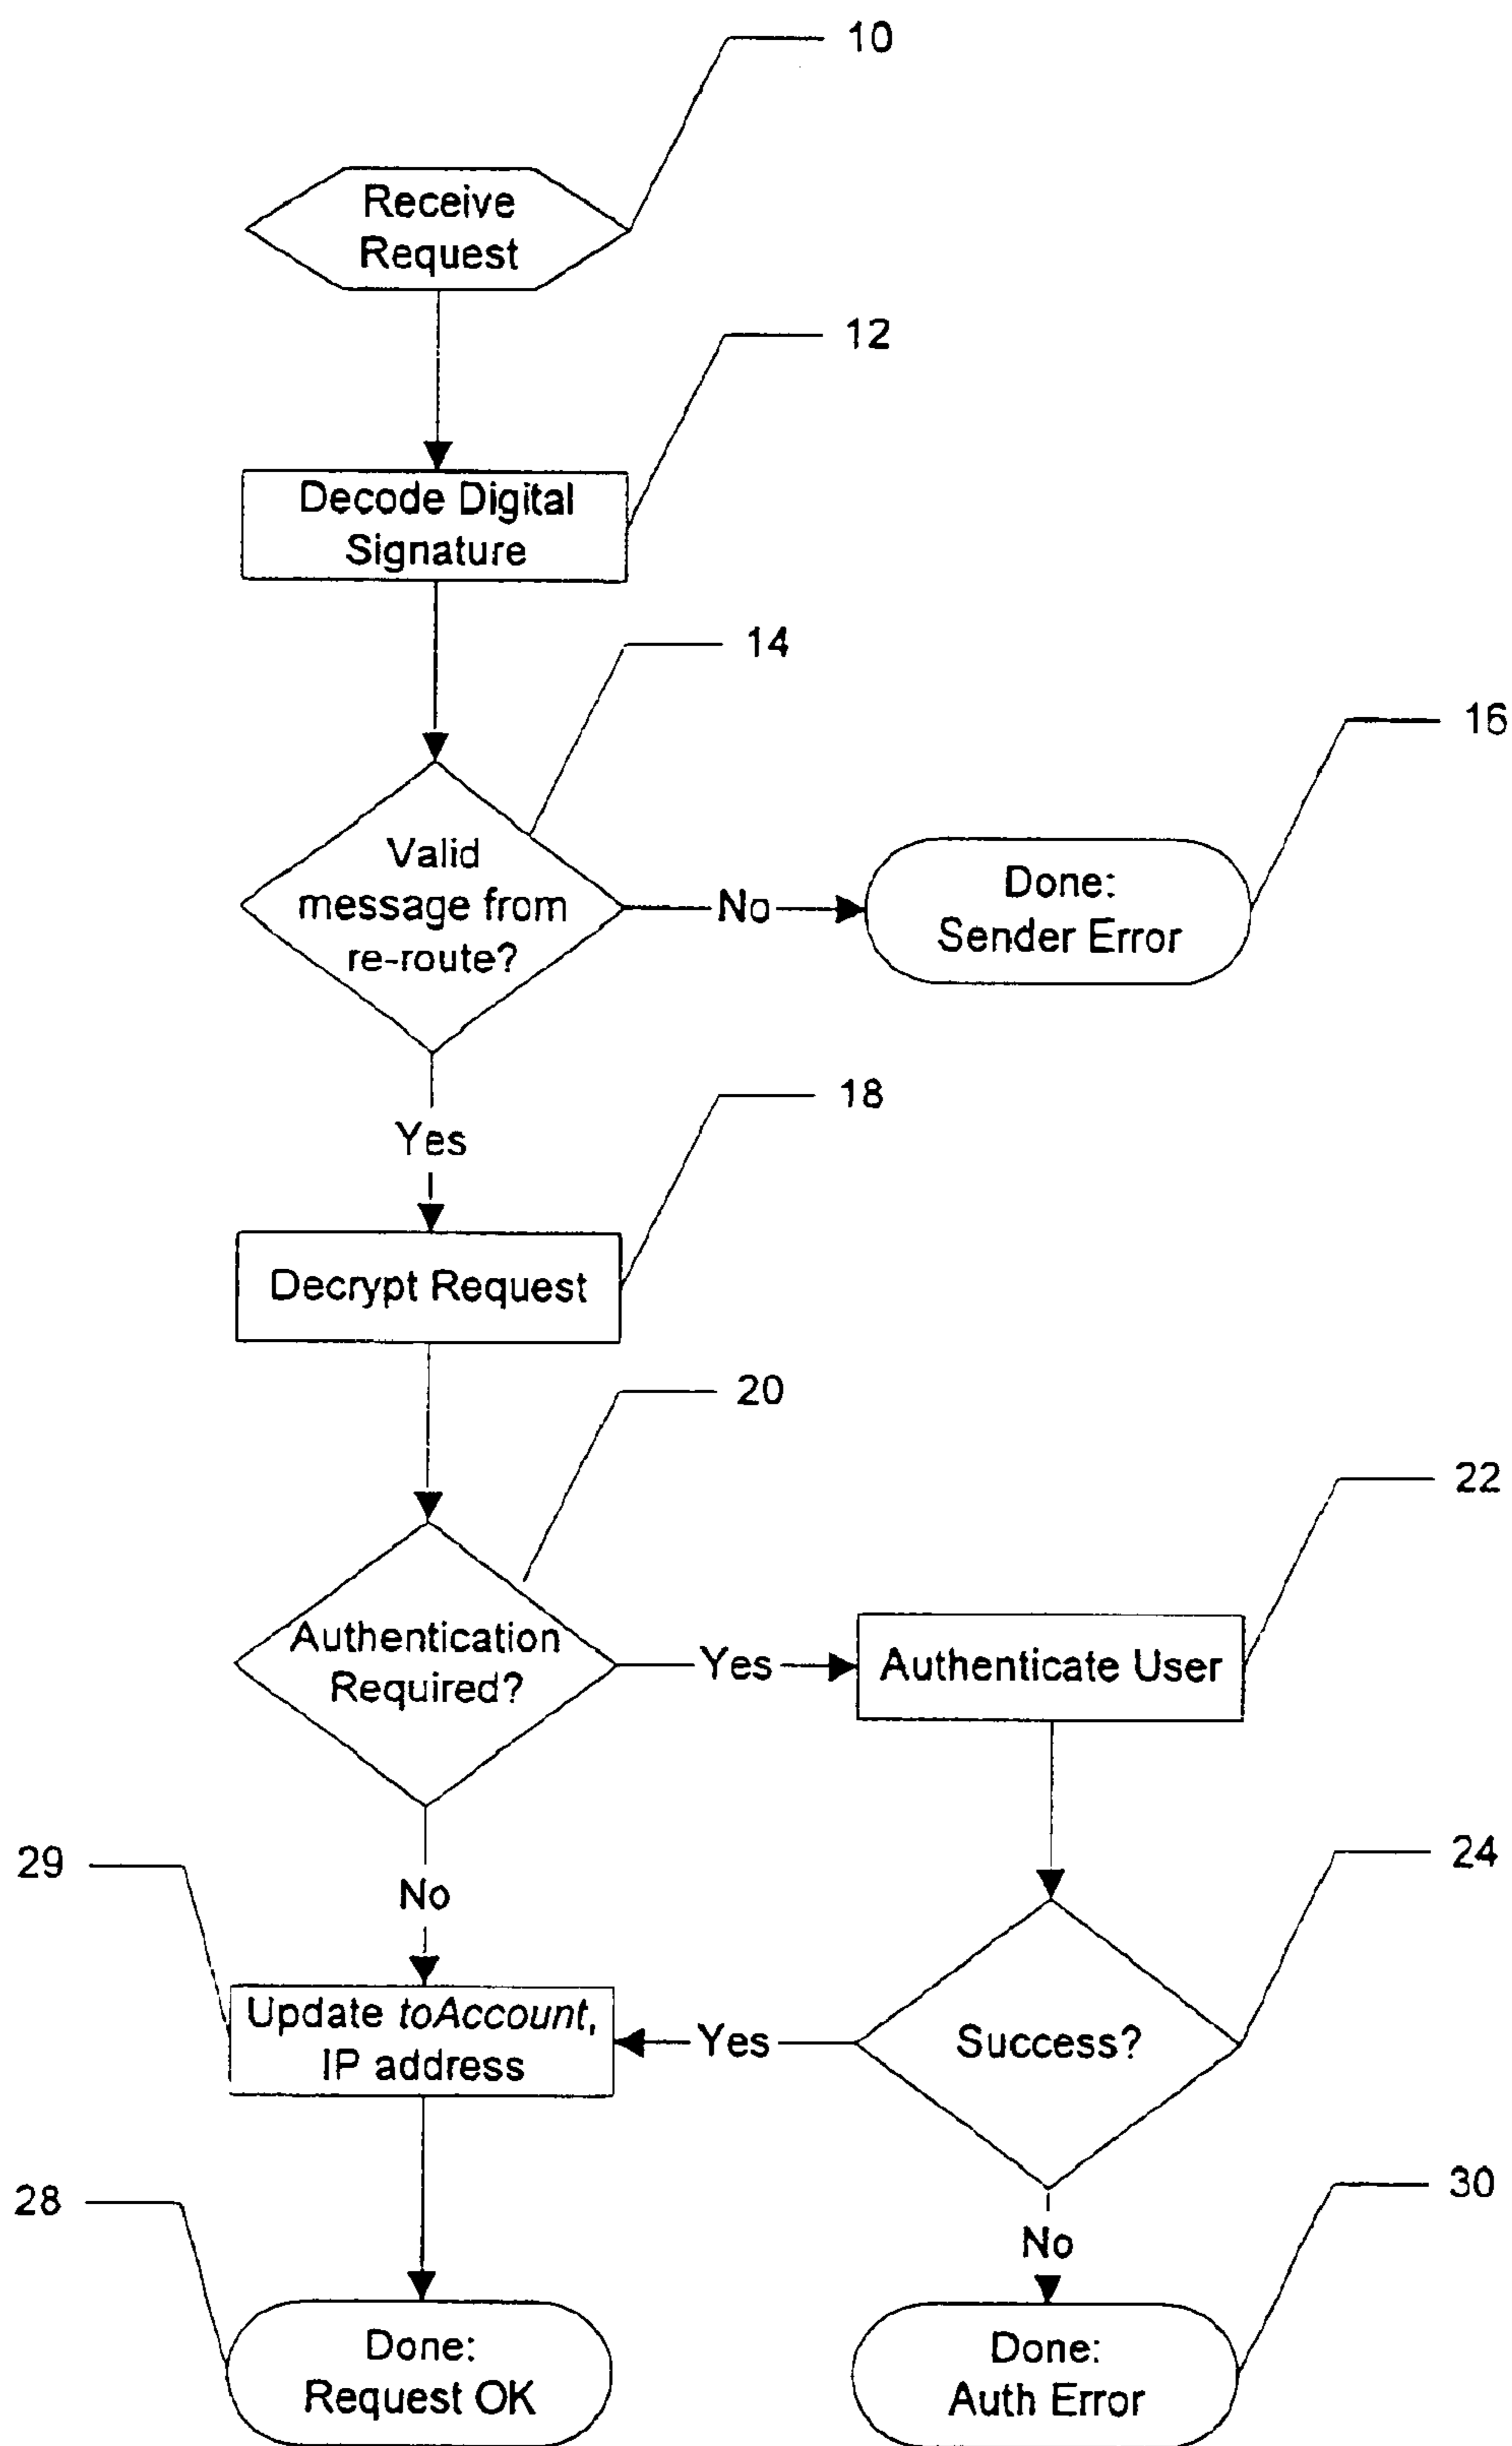 10
Receive
Request
12
Decode Digital
Signature
14
16
Valid
message from
re-route?
No
Done:
Sender Error
18
Yes
Decrypt Request
20
22
Authentication
Required?
Yes
Authenticate User
29
24
No
Update toAccount,
IP address
Yes
Success?
28
30
No
Done:
Request OK
Done:
Auth Error